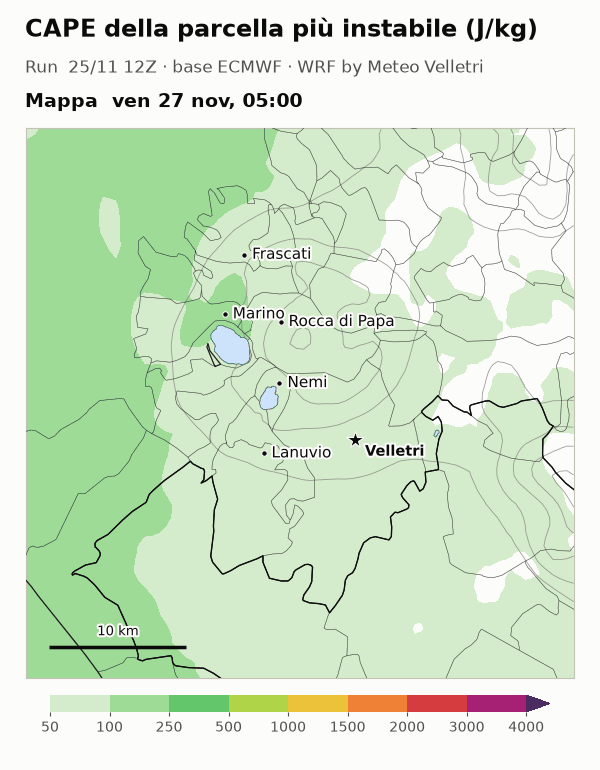 CAPE della parcella più instabile (J/kg)
Run  25/11 12Z · base ECMWF · WRF by Meteo Velletri
Mappa  ven 27 nov, 05:00
Frascati
Marino
Rocca di Papa
Nemi
Velletri
Lanuvio
10 km
50 100 250 500 1000 1500 2000 3000 4000